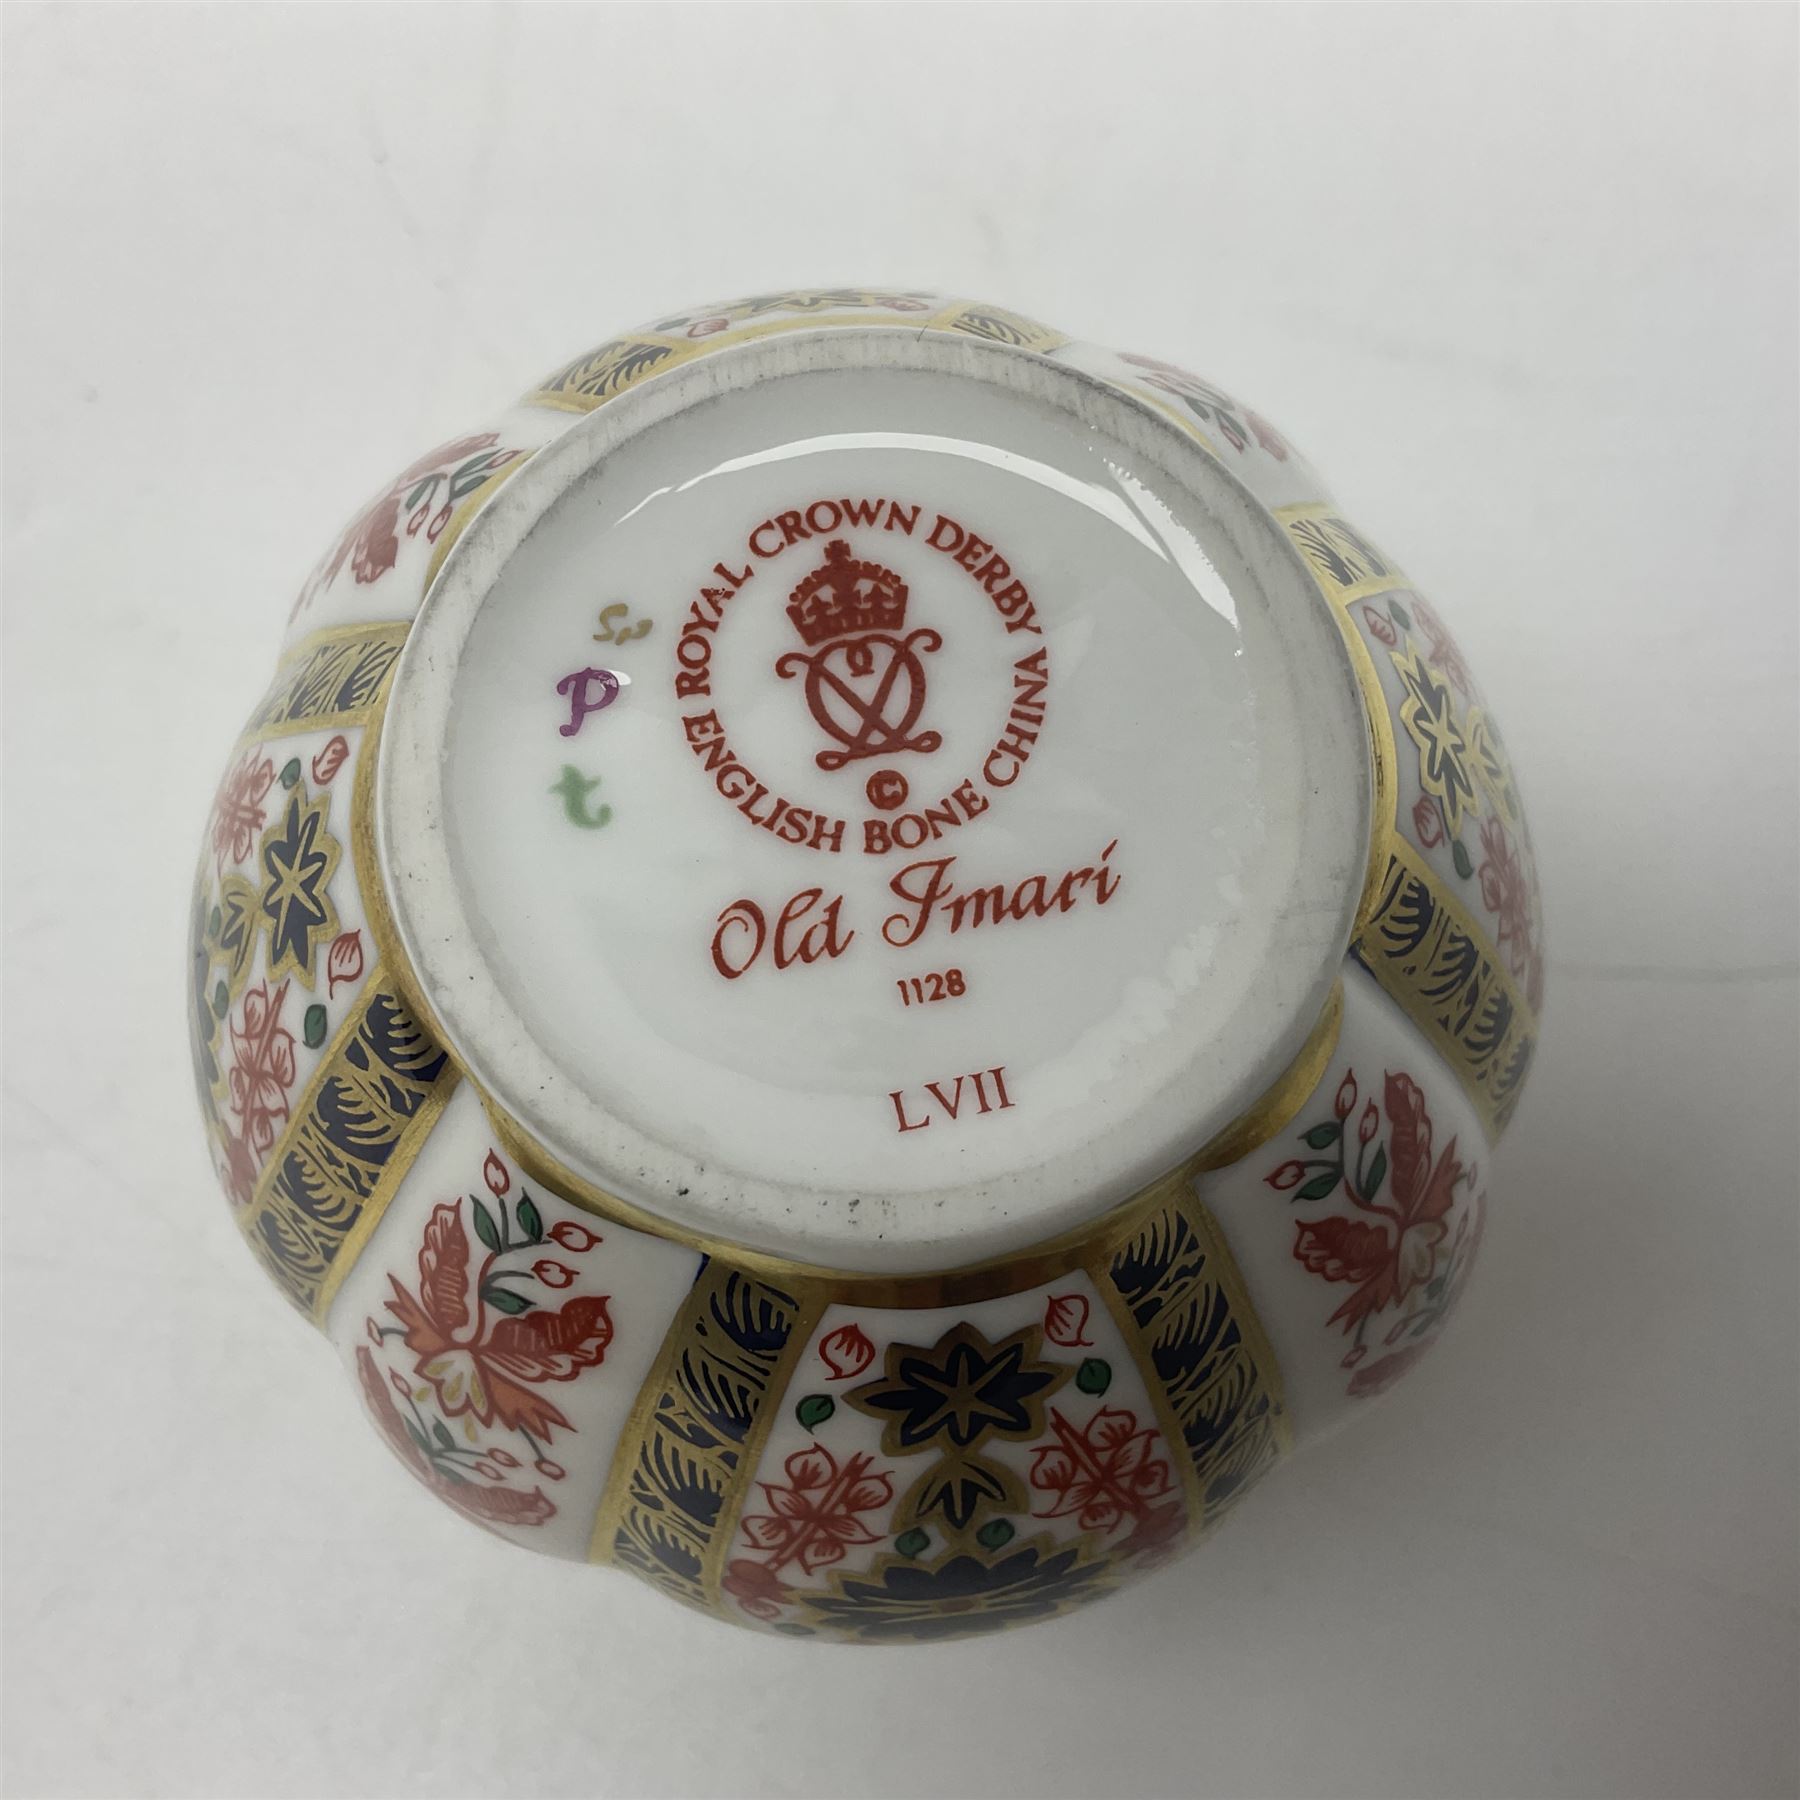 ROYAL CROWN DERBY
ENGLISH BONE CHINA
©
Old Imari
1128
LVII
P
t